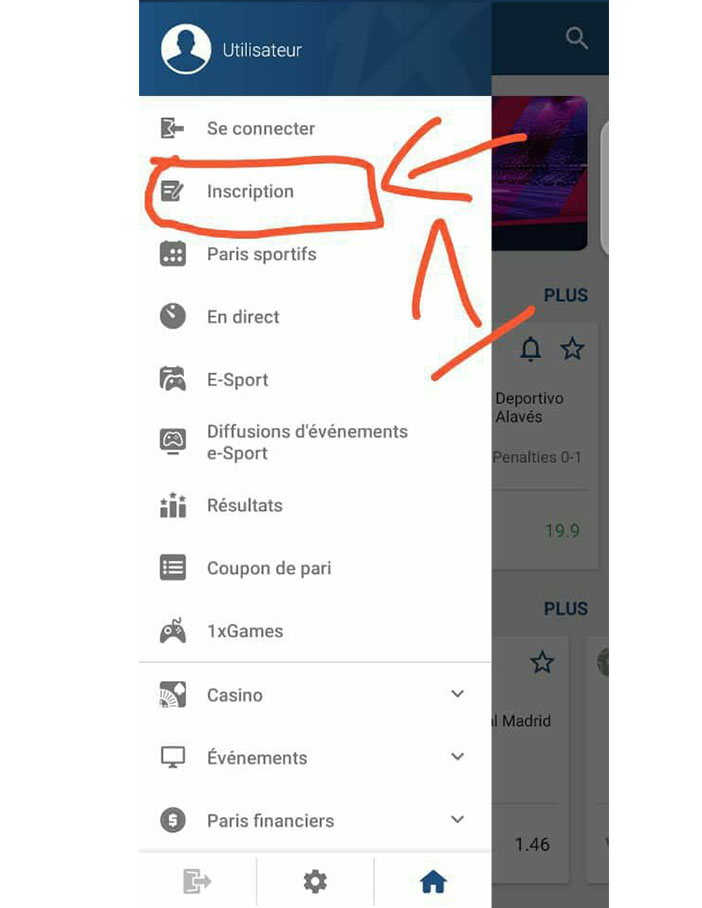 Utilisateur
Se connecter
Inscription
Paris sportifs
En direct
E-Sport
Diffusions d'événements
e-Sport
Résultats
Coupon de pari
1xGames
Casino
Événements
Paris financiers
PLUS
Deportivo
Alavés
Penalties 0-1
19.9
PLUS
Madrid
1.46